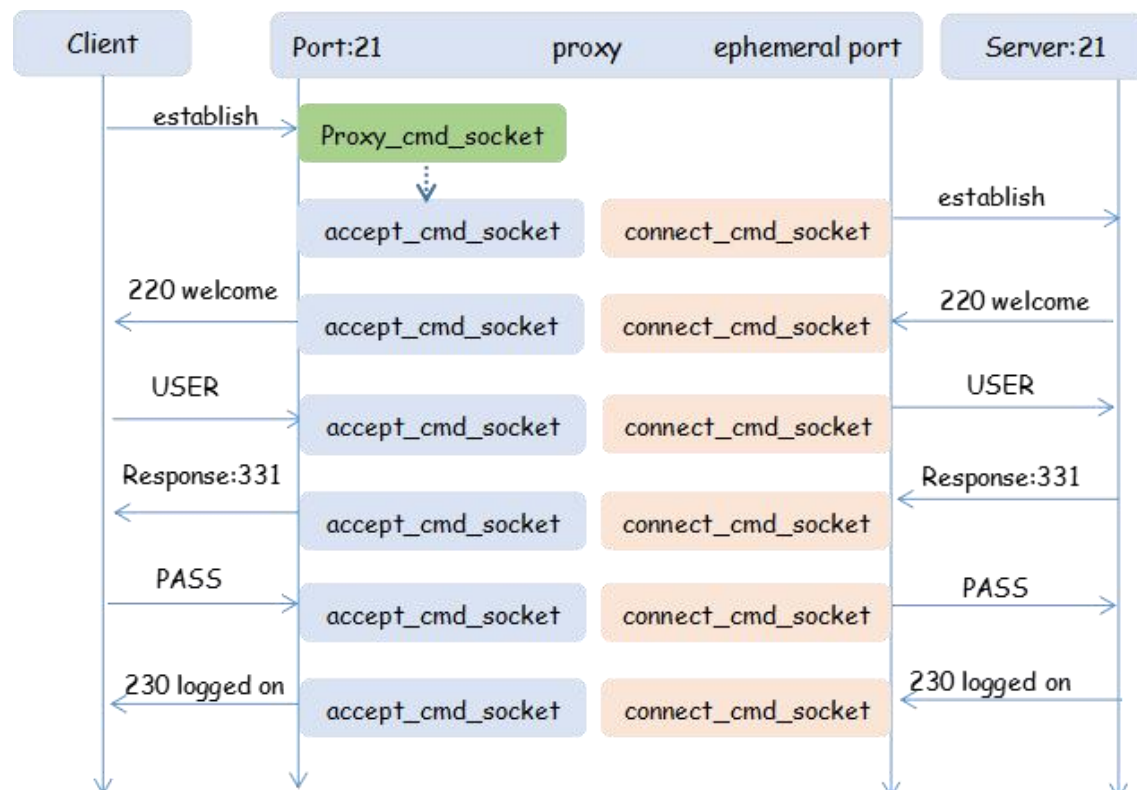 Client
Port:21 proxy ephemeral port
Server:21
establish
Proxy_cmd_socket
establish
accept_cmd_socket
connect_cmd_socket
220 welcome
220 welcome
accept_cmd_socket
connect_cmd_socket
USER
USER
accept_cmd_socket
connect_cmd_socket
Response:331
Response:331
accept_cmd_socket
connect_cmd_socket
PASS
PASS
accept_cmd_socket
connect_cmd_socket
230 logged on
230 logged on
accept_cmd_socket
connect_cmd_socket